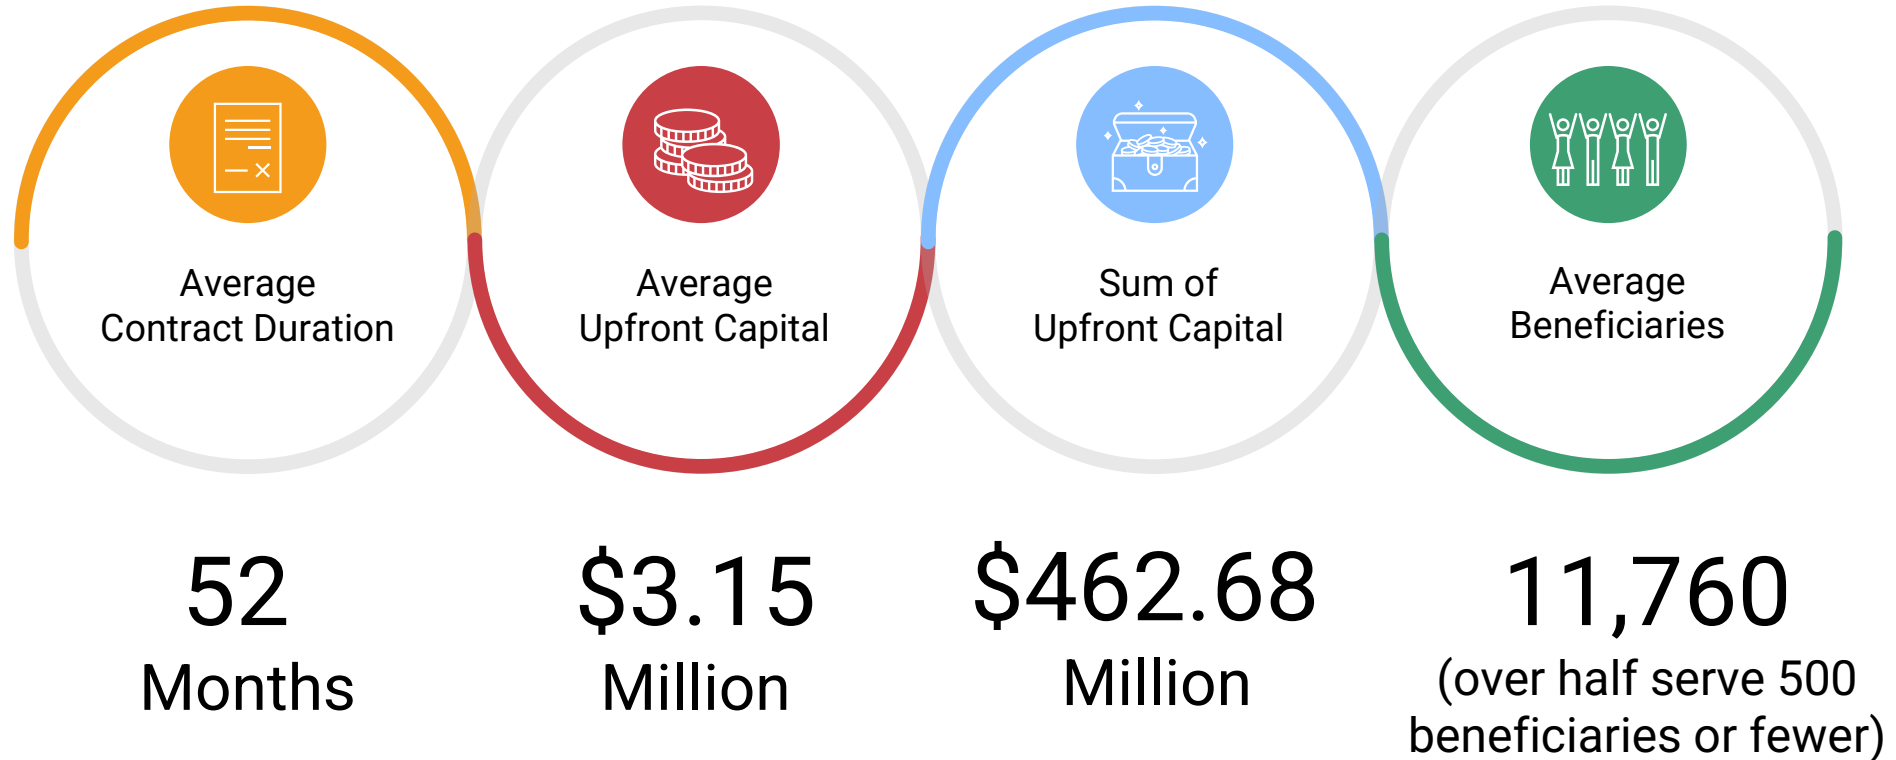 Average
Contract Duration
52
Months
Average
Upfront Capital
$3.15
Million
Sum of
Upfront Capital
$462.68
Million
Average
Beneficiaries
11,760
(over half serve 500
beneficiaries or fewer)